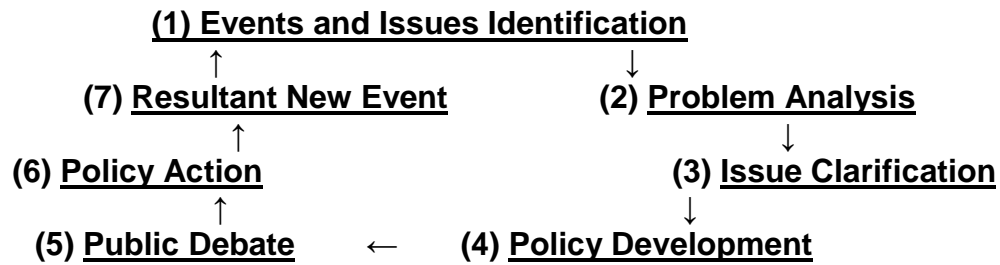 (1) Events and Issues Identification
↑ ↓
(7) Resultant New Event (2) Problem Analysis
↑ ↓
(6) Policy Action (3) Issue Clarification
↑ ↓
(5) Public Debate ← (4) Policy Development